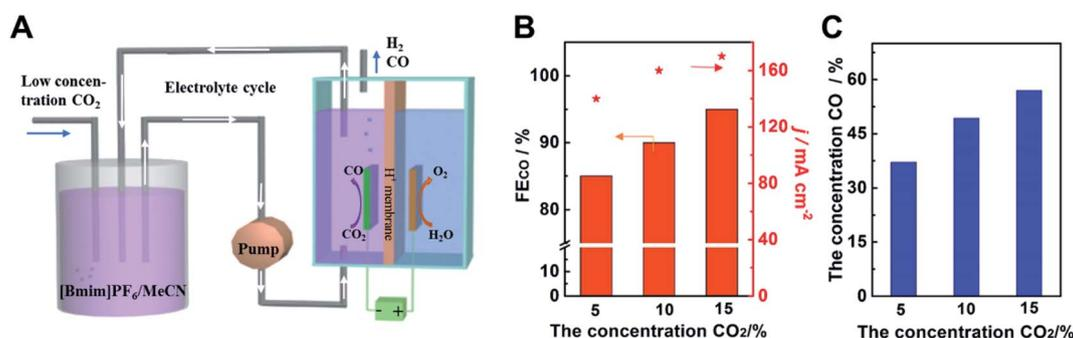 A
Low concen-
tration CO2
Electrolyte cycle
H2
CO
CO
CO2
H+ membrane
O2
H2O
Pump
[Bmim]PF6/MeCN
- +
B
FEco / %
100
90
80
10
0
5 10 15
The concentration CO2/%
160
120
80
40
0
j / mA cm-2
C
The concentration CO / %
60
45
30
15
0
5 10 15
The concentration CO2/%